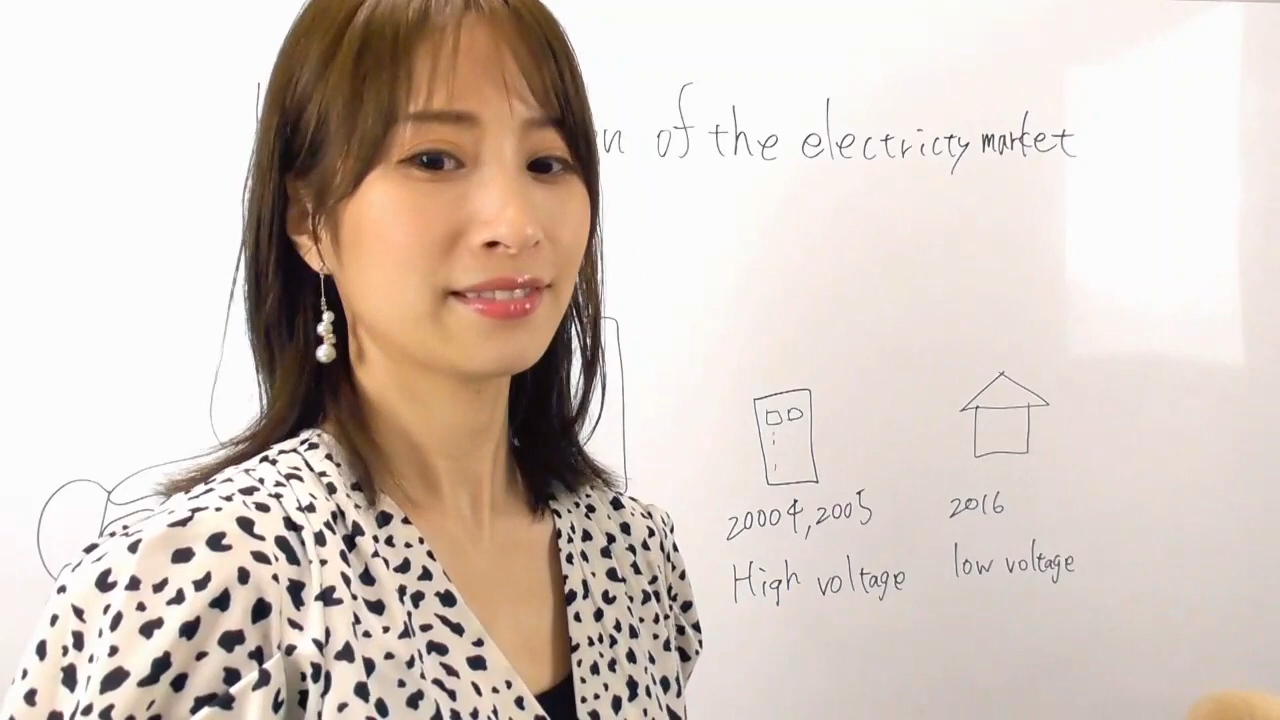 n of the electricty market
20004,2005
High voltage
2016
low voltage